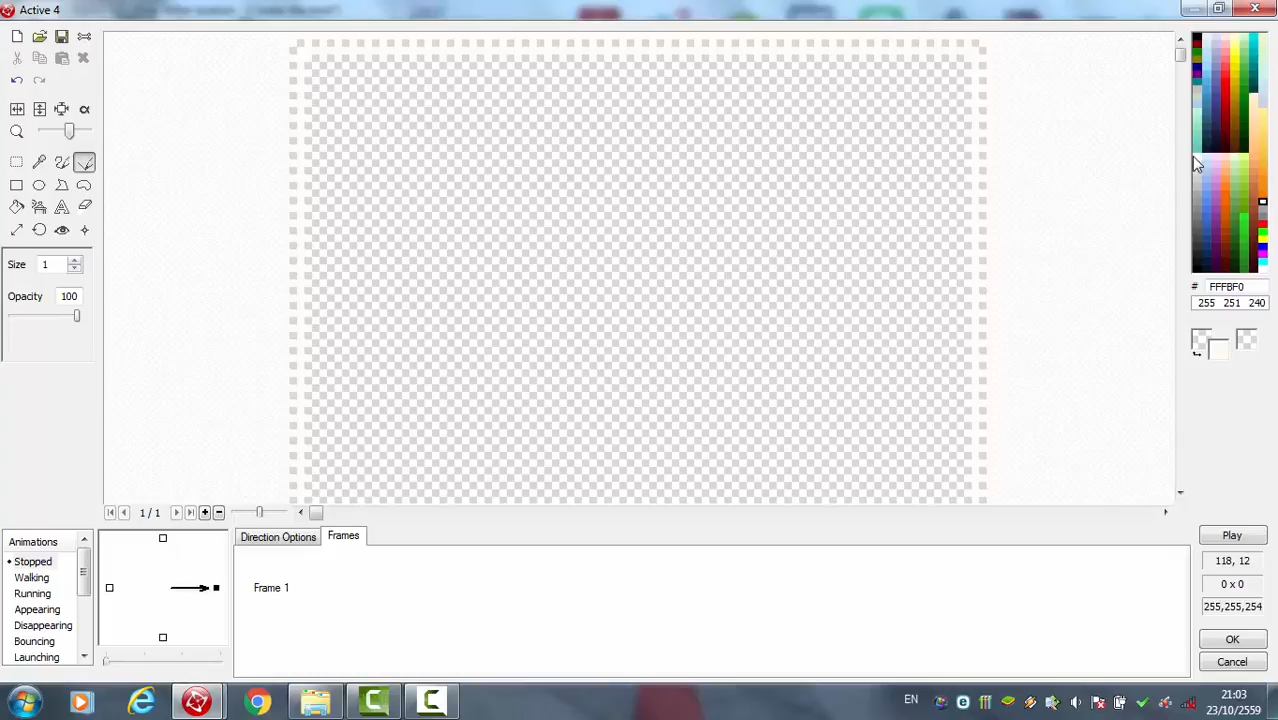 Active 4
Size 1
Opacity 100
# FFFBF0
255 251 240
1 / 1
Animations
Stopped
Walking
Running
Appearing
Disappearing
Bouncing
Launching
Direction Options Frames
Frame 1
Play
118, 12
0 x 0
255,255,254
OK
Cancel
EN
21:03
23/10/2559